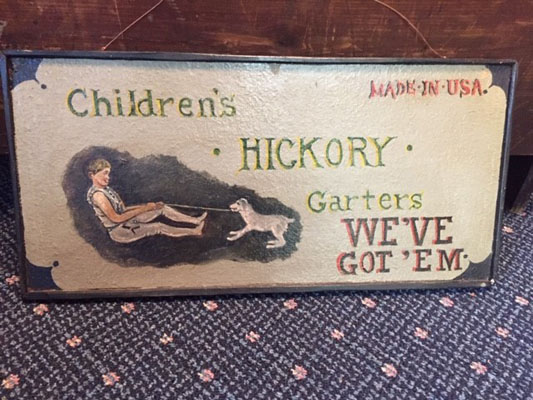 Children's
MADE·IN·USA.
· HICKORY ·
Garters
WE'VE
GOT 'EM·